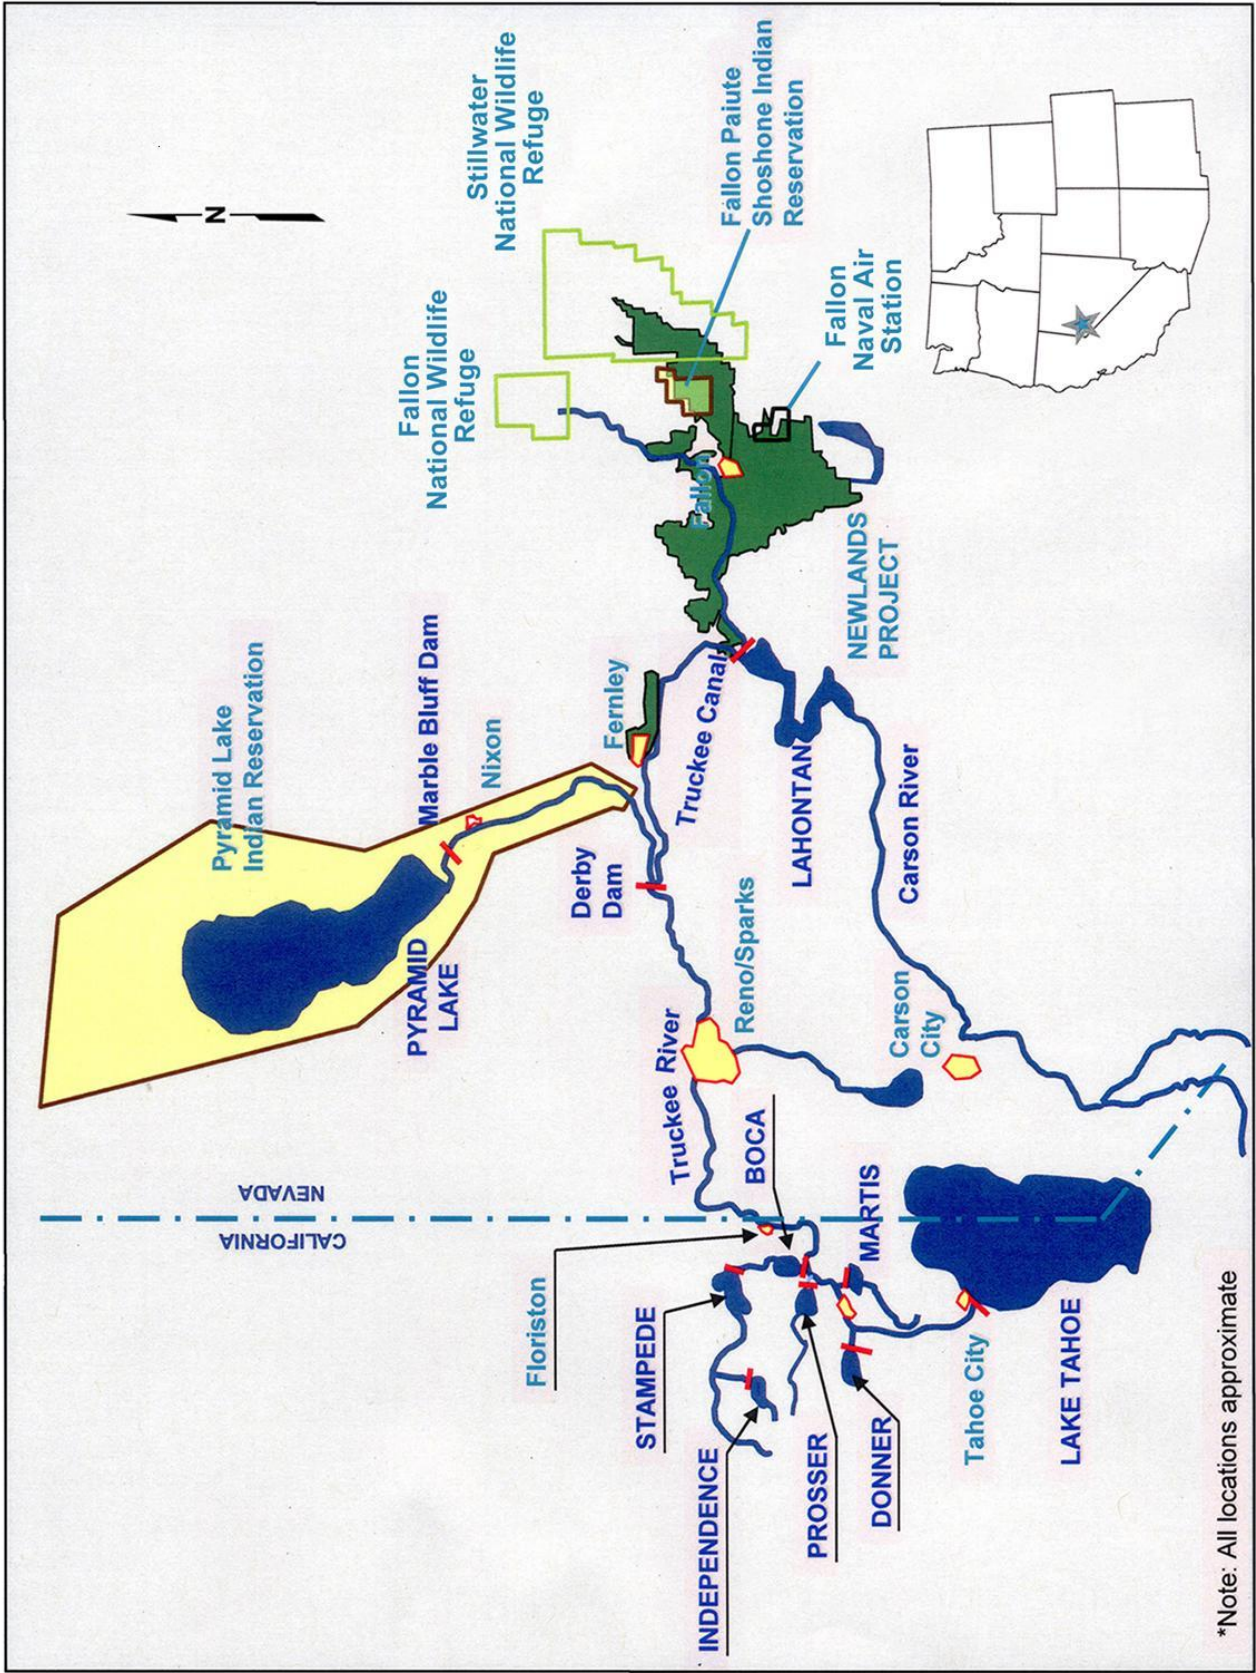 Stillwater
National Wildlife
Refuge
N
Fallon
National Wildlife
Refuge
Fallon Paiute
Shoshone Indian
Reservation
Fallon
Naval Air
Station
Fallon
NEWLANDS
PROJECT
Pyramid Lake
Indian Reservation
Marble Bluff Dam
Nixon
Fernley
Truckee Canal
LAHONTAN
Carson River
Derby
Dam
PYRAMID
LAKE
Reno/Sparks
Truckee River
Carson
City
BOCA
NEVADA
CALIFORNIA
MARTIS
Floriston
STAMPEDE
INDEPENDENCE
PROSSER
DONNER
Tahoe City
LAKE TAHOE
*Note: All locations approximate